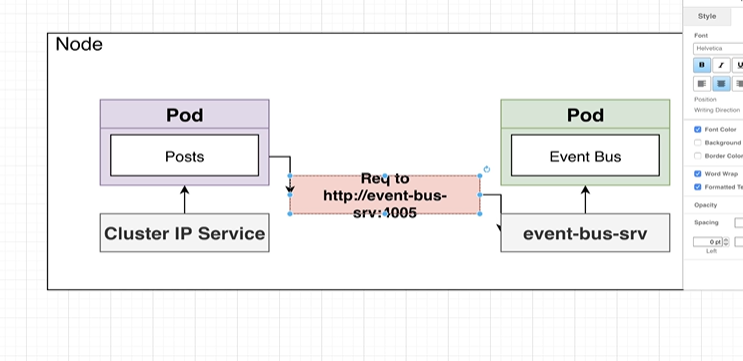 Node
Pod
Posts
Cluster IP Service
Req to
http://event-bus-
srv:4005
Pod
Event Bus
event-bus-srv
Style
Font
Helvetica
B I U
Position
Writing Direction
Font Color
Background
Border Color
Word Wrap
Formatted Te
Opacity
Spacing
0 pt
Left